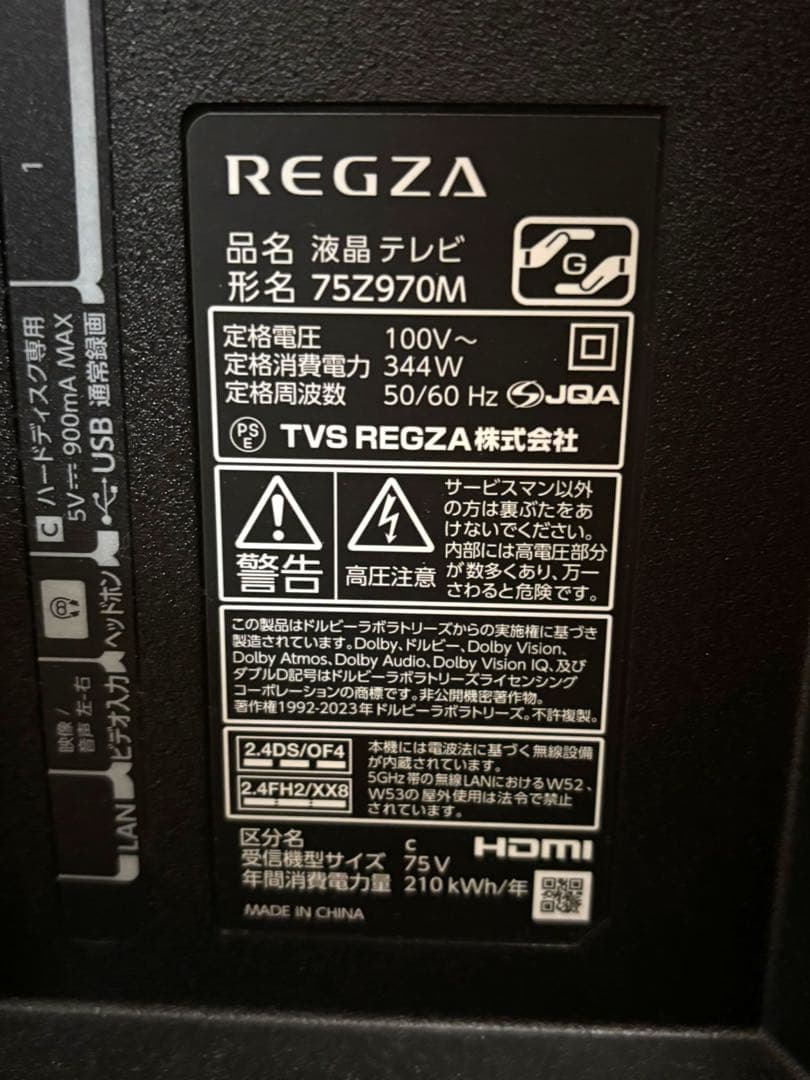 REGZA
品名 液晶テレビ
形名 75Z970M
G
定格電圧 100V～
定格消費電力 344W
定格周波数 50/60 Hz
JQA
PS
E
TVS REGZA株式会社
警告
高圧注意
サービスマン以外
の方は裏ぶたをあ
けないでください。
内部には高電圧部分
が数多くあり、万一
さわると危険です。
この製品はドルビーラボラトリーズからの実施権に基づき
製造されています。Dolby、ドルビー、Dolby Vision、
Dolby Atmos、Dolby Audio、Dolby Vision IQ、及び
ダブルD記号はドルビーラボラトリーズライセンシング
コーポレーションの商標です。非公開機密著作物。
著作権1992-2023年ドルビーラボラトリーズ。不許複製。
2.4DS/OF4
2.4FH2/XX8
本機には電波法に基づく無線設備
が内蔵されています。
5GHz帯の無線LANにおけるW52、
W53の屋外使用は法令で禁止
されています。
区分名 C
受信機型サイズ 75V
年間消費電力量 210kWh/年
HDMI
MADE IN CHINA
1
C ハードディスク専用
5V 900mA MAX
USB 通常録画
ヘッドホン
映像/
音声 左-右
ビデオ入力
LAN